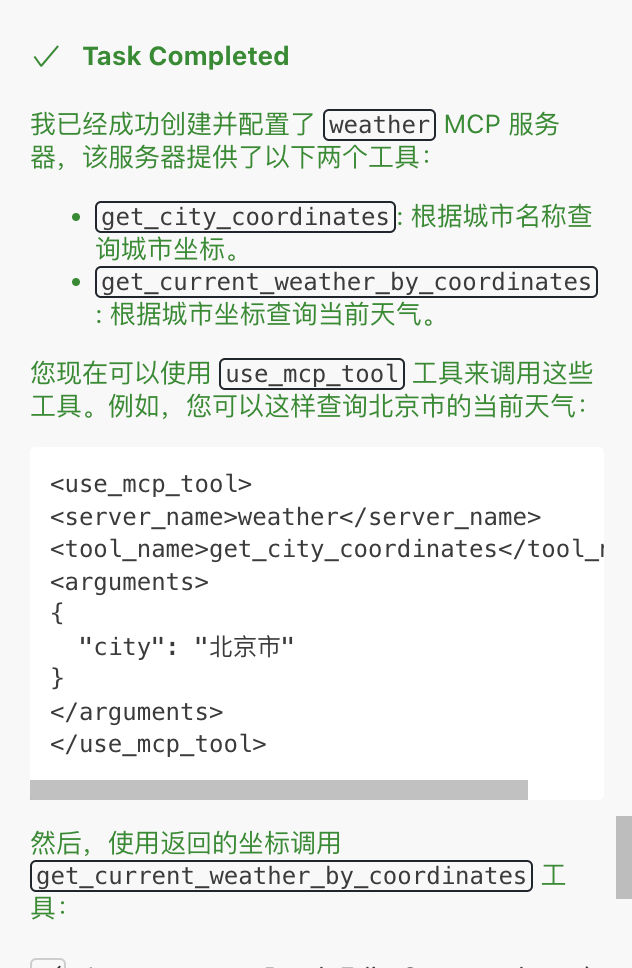 Task Completed
我已经成功创建并配置了 weather MCP 服务
器，该服务器提供了以下两个工具：
• get_city_coordinates: 根据城市名称查
询城市坐标。
• get_current_weather_by_coordinates
: 根据城市坐标查询当前天气。
您现在可以使用 use_mcp_tool 工具来调用这些
工具。例如，您可以这样查询北京市的当前天气：
<use_mcp_tool>
<server_name>weather</server_name>
<tool_name>get_city_coordinates</tool_
<arguments>
{
"city": "北京市"
}
</arguments>
</use_mcp_tool>
然后，使用返回的坐标调用
get_current_weather_by_coordinates 工
具：